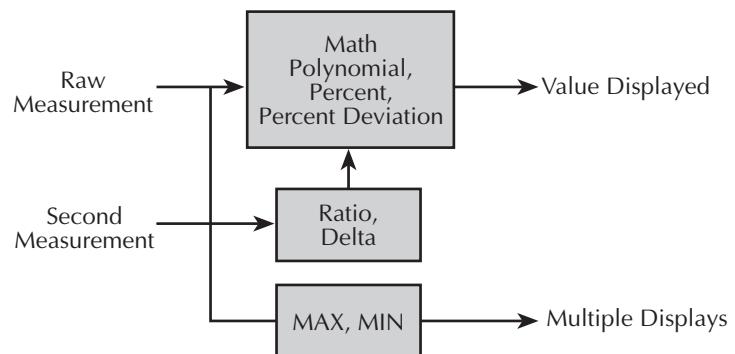 Math
Polynomial,
Percent,
Percent Deviation
Raw
Measurement
Value Displayed
Second
Measurement
Ratio,
Delta
MAX, MIN
Multiple Displays